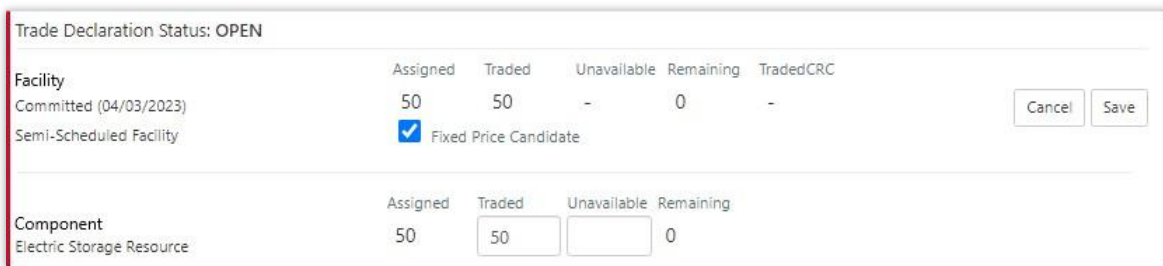 Trade Declaration Status: OPEN
Facility
Committed (04/03/2023)
Semi-Scheduled Facility
Assigned Traded Unavailable Remaining TradedCRC
50 50 - 0 -
Fixed Price Candidate
Cancel Save
Component
Electric Storage Resource
Assigned Traded Unavailable Remaining
50 50 0